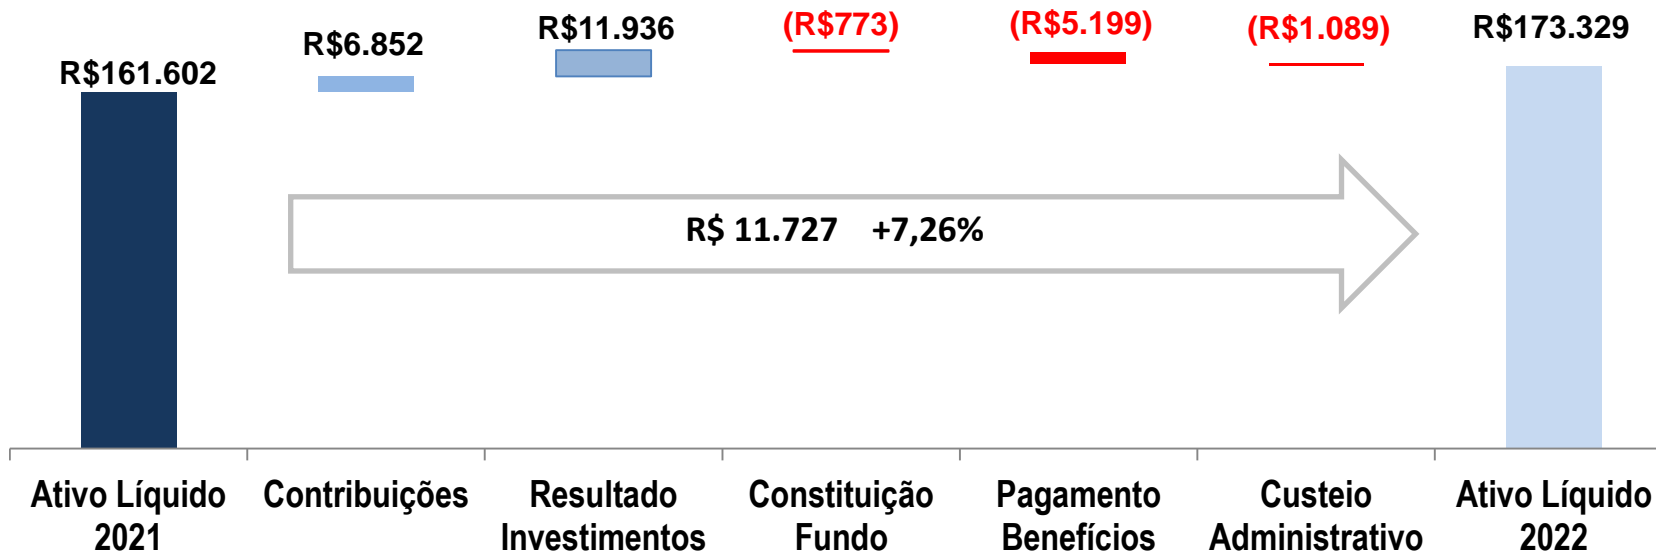 R$161.602
R$6.852
R$11.936
(R$773)
(R$5.199)
(R$1.089)
R$173.329
R$ 11.727 +7,26%
Ativo Líquido
2021
Contribuições
Resultado
Investimentos
Constituição
Fundo
Pagamento
Benefícios
Custeio
Administrativo
Ativo Líquido
2022